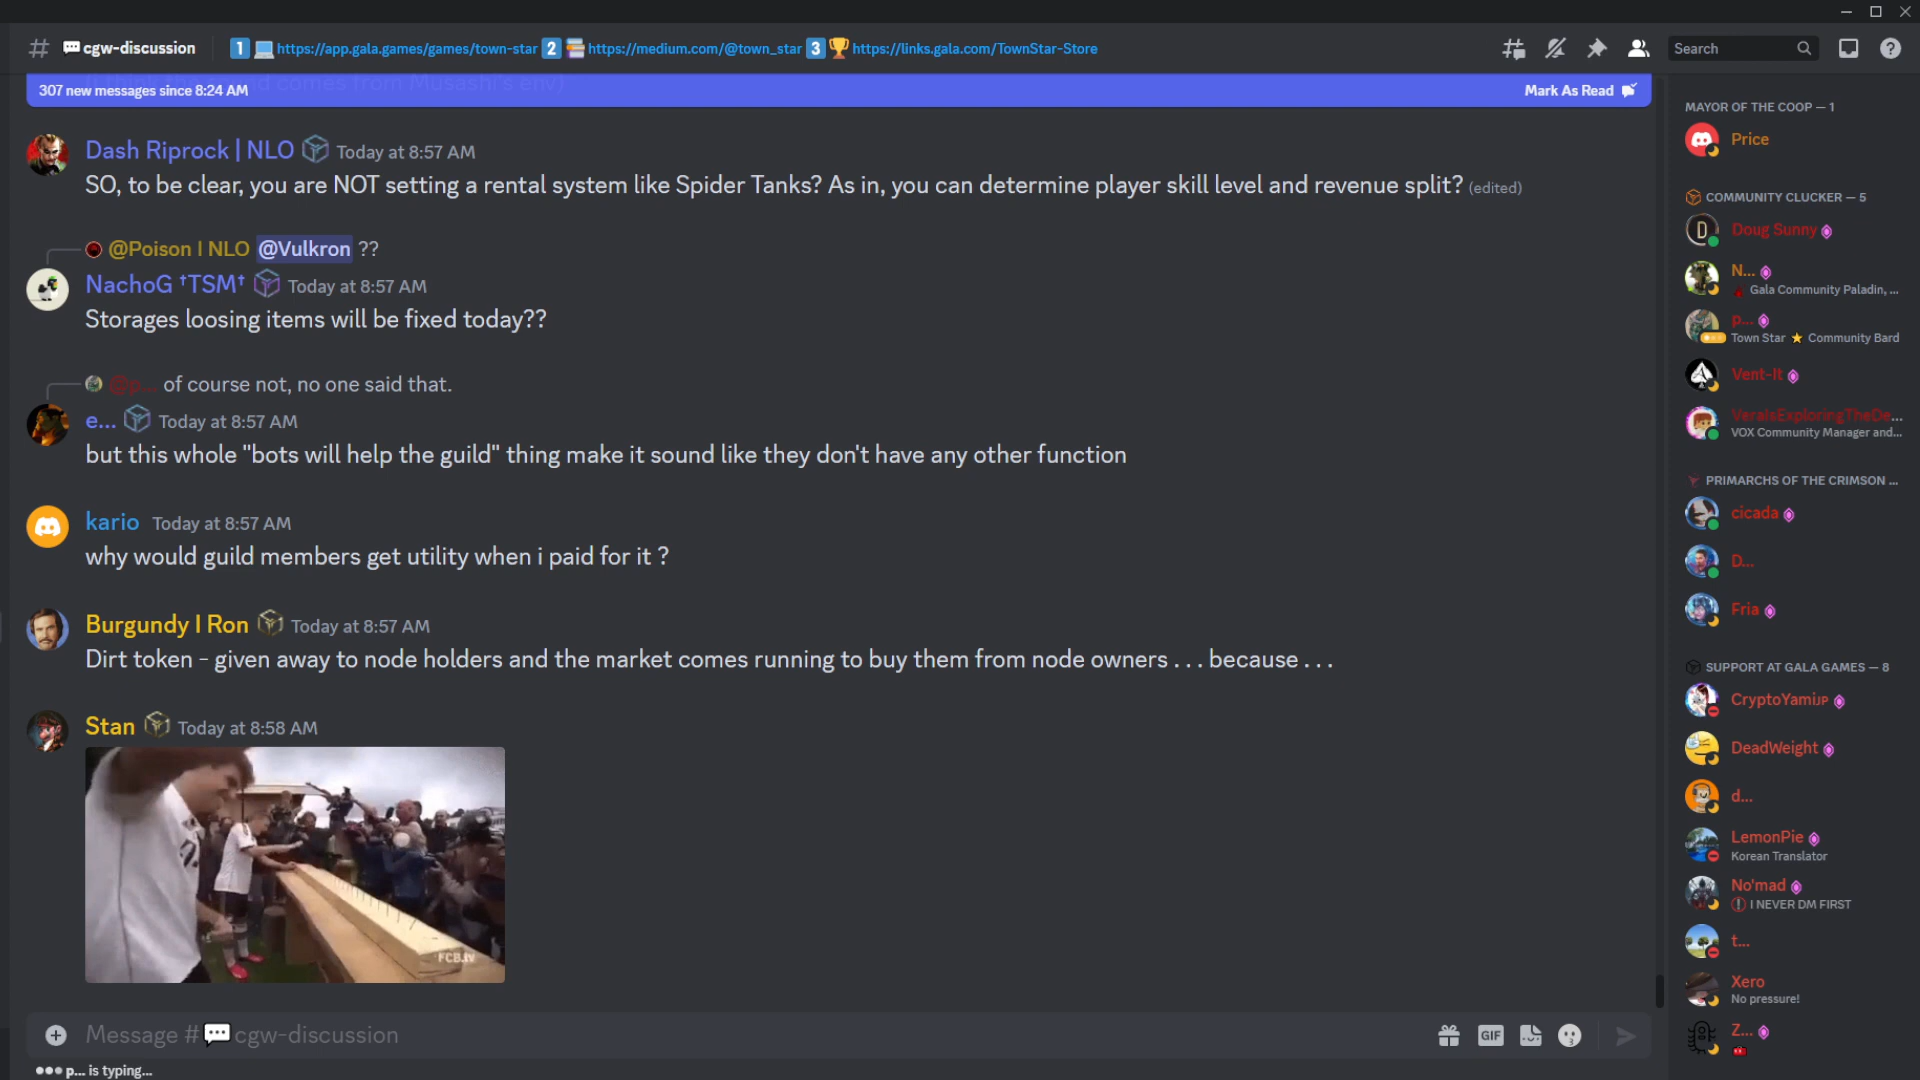 cgw-discussion
1 https://app.gala.games/games/town-star 2 https://medium.com/@town_star 3 https://links.gala.com/TownStar-Store
Search
(I think the sound comes from Musashi's env)
307 new messages since 8:24 AM
Mark As Read
Dash Riprock | NLO Today at 8:57 AM
SO, to be clear, you are NOT setting a rental system like Spider Tanks? As in, you can determine player skill level and revenue split? (edited)
@Poison I NLO @Vulkron ??
NachoG †TSM† Today at 8:57 AM
Storages loosing items will be fixed today??
@p... of course not, no one said that.
e... Today at 8:57 AM
but this whole "bots will help the guild" thing make it sound like they don't have any other function
kario Today at 8:57 AM
why would guild members get utility when i paid for it ?
Burgundy I Ron Today at 8:57 AM
Dirt token - given away to node holders and the market comes running to buy them from node owners . . . because . . .
Stan Today at 8:58 AM
FCB.tv
Message # cgw-discussion
GIF
p... is typing...
MAYOR OF THE COOP — 1
Price
COMMUNITY CLUCKER — 5
D
Doug Sunny
N...
Gala Community Paladin, ...
p...
Town Star ⭐ Community Bard
Vent-It
VeraIsExploringTheDe...
VOX Community Manager and...
PRIMARCHS OF THE CRIMSON ...
cicada
D...
Fria
SUPPORT AT GALA GAMES — 8
CryptoYamiJP
DeadWeight
d...
LemonPie
Korean Translator
No'mad
I NEVER DM FIRST
t...
Xero
No pressure!
Z...